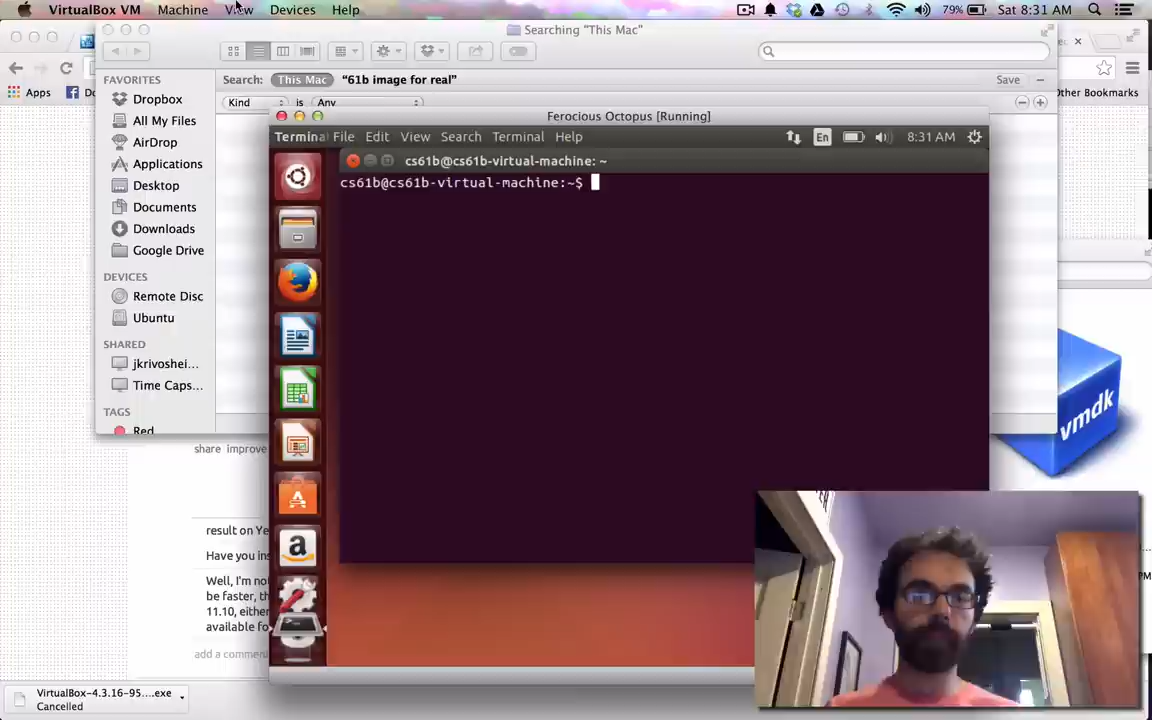 VirtualBox VM Machine View Devices Help 79% Sat 8:31 AM
Searching "This Mac"
Search: This Mac "61b image for real" Save
Kind is Any
Apps
Other Bookmarks
FAVORITES
Dropbox
All My Files
AirDrop
Applications
Desktop
Documents
Downloads
Google Drive
DEVICES
Remote Disc
Ubuntu
SHARED
jkrivoshei...
Time Caps...
TAGS
Red
Ferocious Octopus [Running]
Terminal File Edit View Search Terminal Help En 8:31 AM
cs61b@cs61b-virtual-machine: ~
cs61b@cs61b-virtual-machine:~$
vmdk
share improve
result on Ye
Have you ins
Well, I'm no
be faster, th
11.10, either
available fo
add a commen
VirtualBox-4.3.16-95....exe
Cancelled